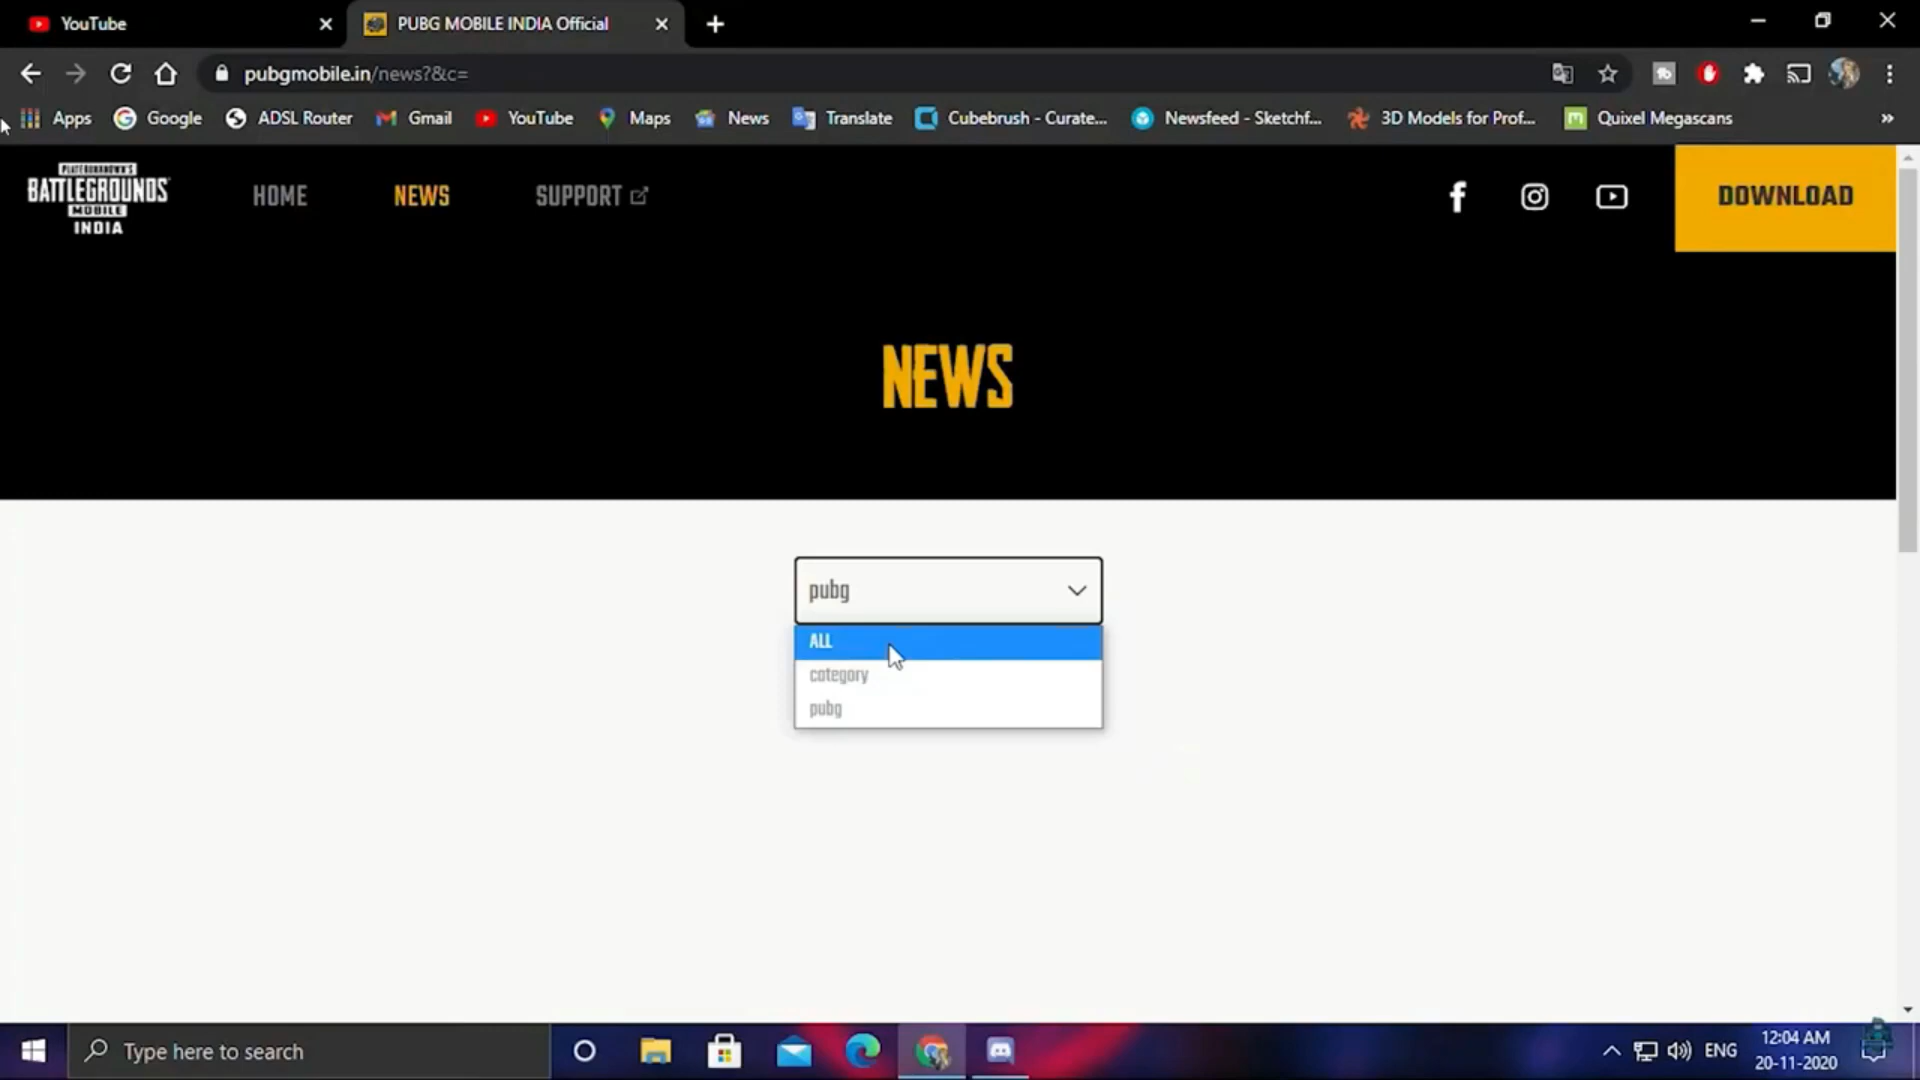 YouTube
PUBG MOBILE INDIA Official
pubgmobile.in/news?&c=
Apps
Google
ADSL Router
Gmail
YouTube
Maps
News
Translate
Cubebrush - Curate...
Newsfeed - Sketchf...
3D Models for Prof...
Quixel Megascans
»
PLAYERUNKNOWN'S
BATTLEGROUNDS
MOBILE
INDIA
HOME
NEWS
SUPPORT
DOWNLOAD
NEWS
pubg
ALL
category
pubg
Type here to search
ENG
12:04 AM
20-11-2020